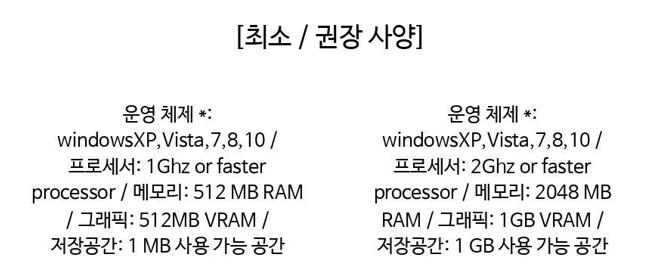 [최소 / 권장 사양]
운영 체제 *:
windowsXP,Vista,7,8,10 /
프로세서: 1Ghz or faster
processor / 메모리: 512 MB RAM
/ 그래픽: 512MB VRAM /
저장공간: 1 MB 사용 가능 공간
운영 체제 *:
windowsXP,Vista,7,8,10 /
프로세서: 2Ghz or faster
processor / 메모리: 2048 MB
RAM / 그래픽: 1GB VRAM /
저장공간: 1 GB 사용 가능 공간